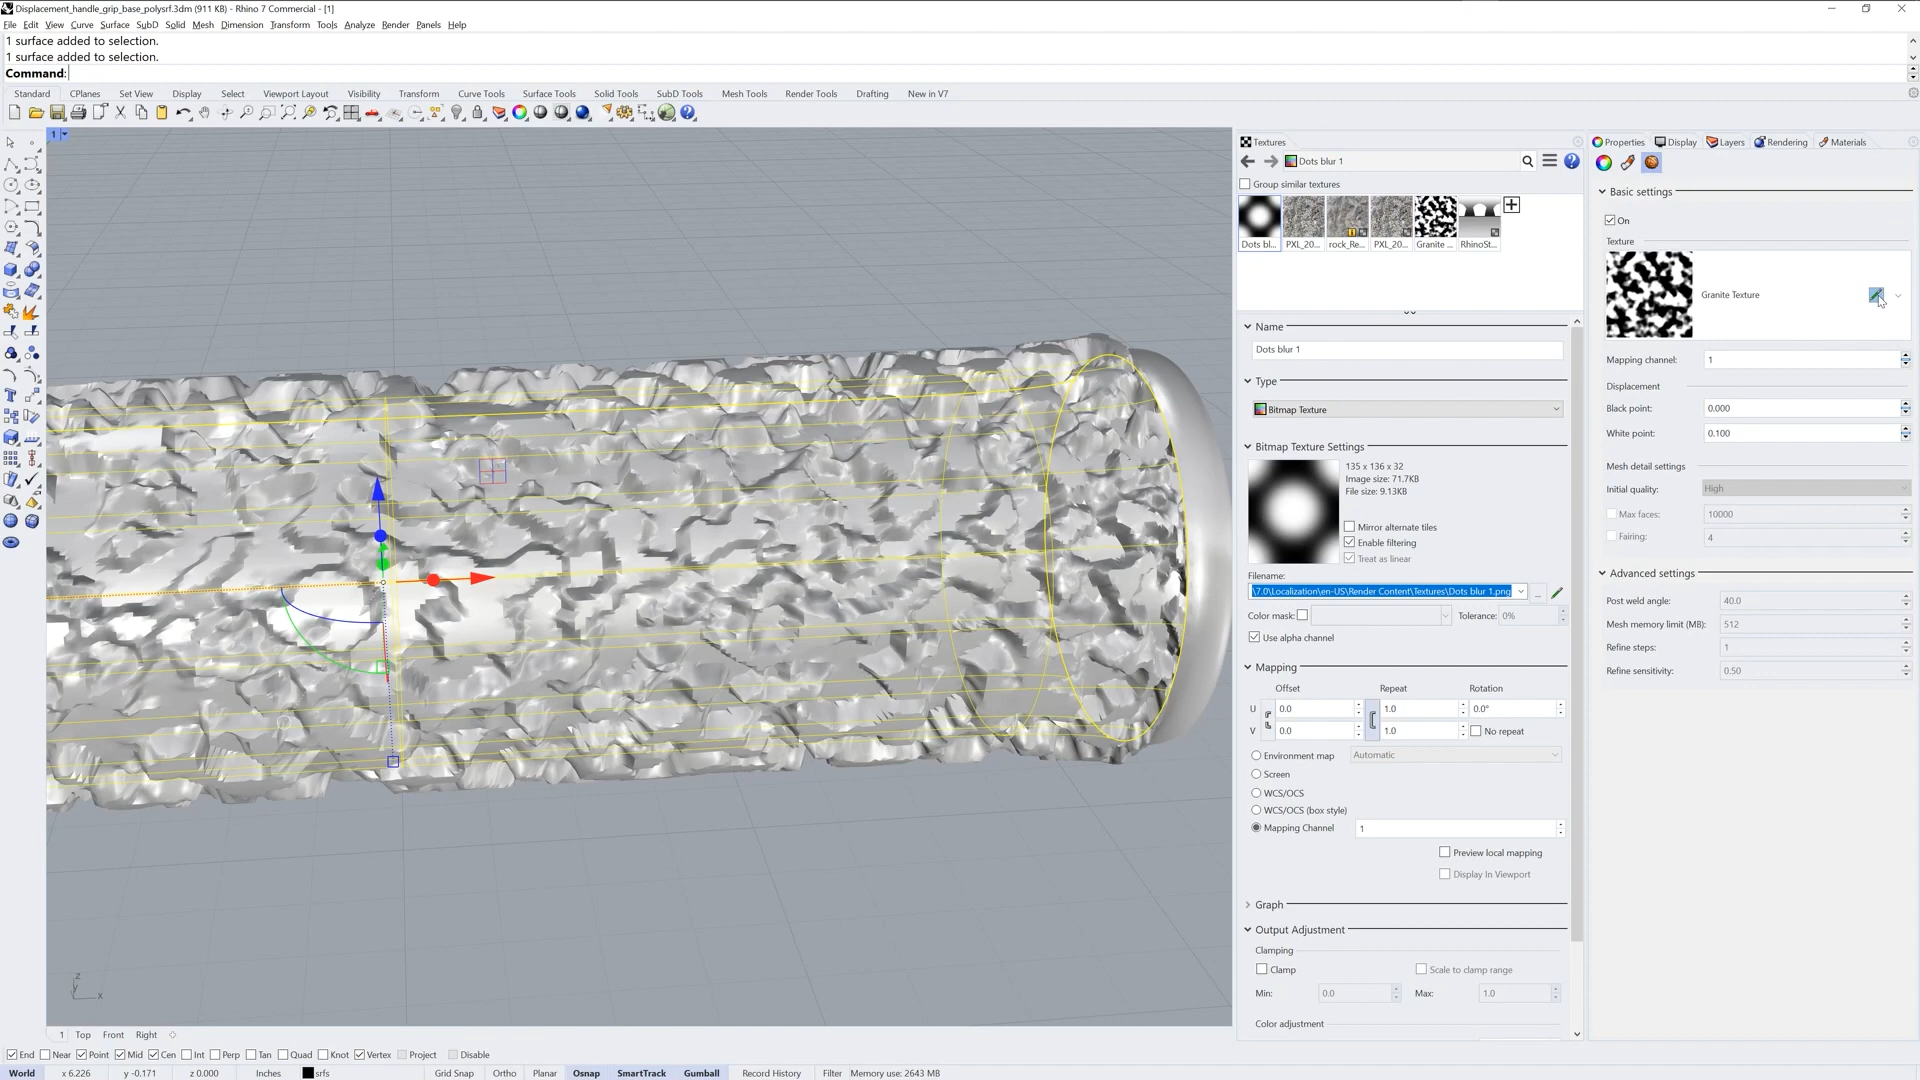 Displacement_handle_grip_base_polysrf.3dm (911 KB) - Rhino 7 Commercial - [1]
File Edit View Curve Surface SubD Solid Mesh Dimension Transform Tools Analyze Render Panels Help
1 surface added to selection.
1 surface added to selection.
Command:
Standard CPlanes Set View Display Select Viewport Layout Visibility Transform Curve Tools Surface Tools Solid Tools SubD Tools Mesh Tools Render Tools Drafting New in V7
1
Textures
Dots blur 1
Group similar textures
Dots bl... PXL_20... rock_Re... PXL_20... Granite ... RhinoSt...
Name
Dots blur 1
Type
Bitmap Texture
Bitmap Texture Settings
135 x 136 x 32
Image size: 71.7KB
File size: 9.13KB
Mirror alternate tiles
Enable filtering
Treat as linear
Filename:
\7.0\Localization\en-US\Render Content\Textures\Dots blur 1.png
...
Color mask: Tolerance: 0%
Use alpha channel
Mapping
Offset Repeat Rotation
U 0.0 1.0 0.0°
V 0.0 1.0 No repeat
Environment map Automatic
Screen
WCS/OCS
WCS/OCS (box style)
Mapping Channel 1
Preview local mapping
Display In Viewport
Graph
Output Adjustment
Clamping
Clamp Scale to clamp range
Min: 0.0 Max: 1.0
Color adjustment
Properties Display Layers Rendering Materials
Basic settings
On
Texture
Granite Texture
Mapping channel: 1
Displacement
Black point: 0.000
White point: 0.100
Mesh detail settings
Initial quality: High
Max faces: 10000
Fairing: 4
Advanced settings
Post weld angle: 40.0
Mesh memory limit (MB): 512
Refine steps: 1
Refine sensitivity: 0.50
z
y
x
1 Top Front Right
End Near Point Mid Cen Int Perp Tan Quad Knot Vertex Project Disable
World x 6.226 y -0.171 z 0.000 Inches srfs Grid Snap Ortho Planar Osnap SmartTrack Gumball Record History Filter Memory use: 2643 MB